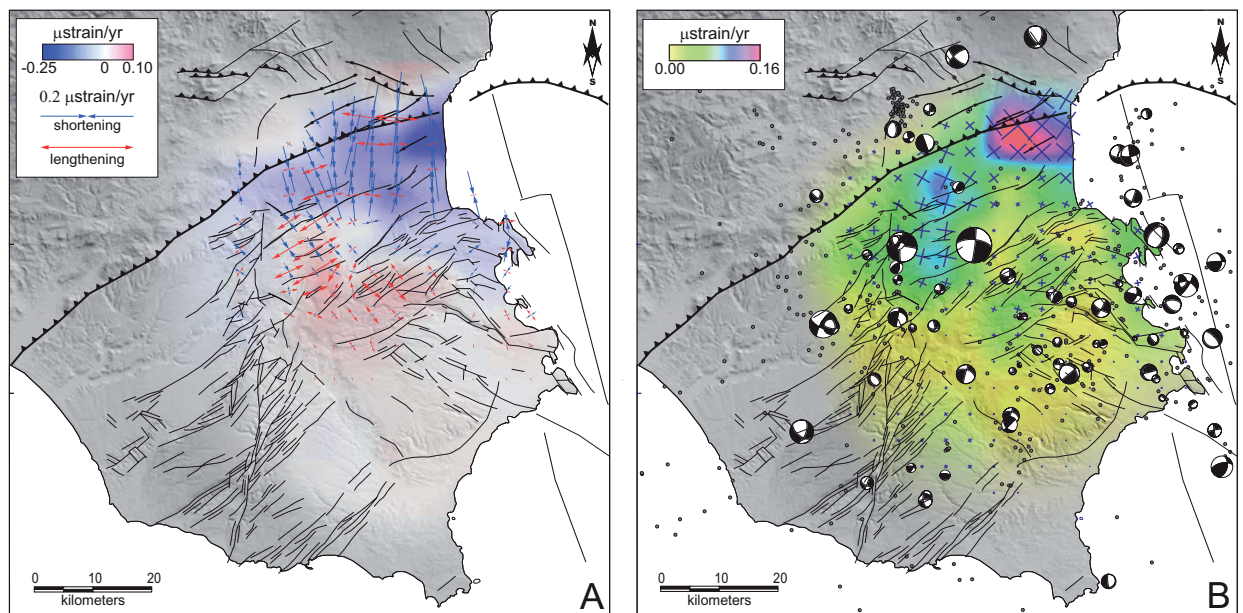 μstrain/yr
-0.25 0 0.10
0.2 μstrain/yr
shortening
lengthening
N
S
0 10 20
kilometers
A
μstrain/yr
0.00 0.16
N
S
0 10 20
kilometers
B